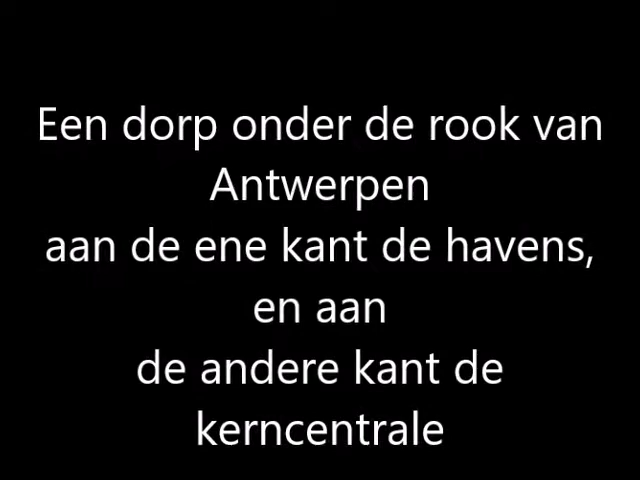 Een dorp onder de rook van
Antwerpen
aan de ene kant de havens,
en aan
de andere kant de
kerncentrale